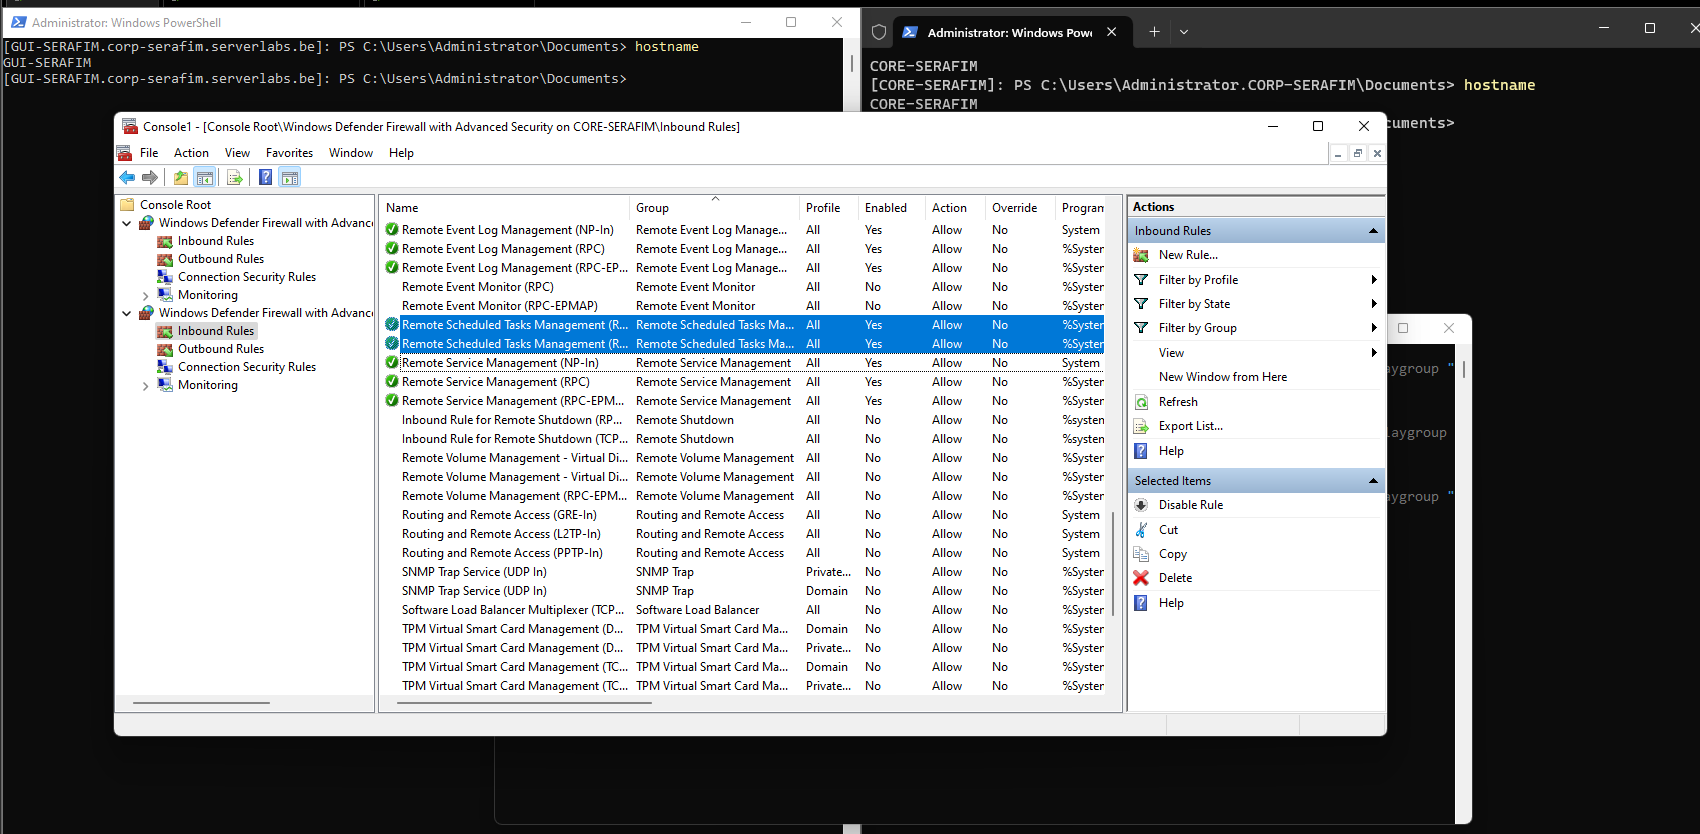 Administrator: Windows PowerShell
[GUI-SERAFIM.corp-serafim.serverlabs.be]: PS C:\Users\Administrator\Documents> hostname
GUI-SERAFIM
[GUI-SERAFIM.corp-serafim.serverlabs.be]: PS C:\Users\Administrator\Documents>
Administrator: Windows Pow
CORE-SERAFIM
[CORE-SERAFIM]: PS C:\Users\Administrator.CORP-SERAFIM\Documents> hostname
CORE-SERAFIM
cuments>
Console1 - [Console Root\Windows Defender Firewall with Advanced Security on CORE-SERAFIM\Inbound Rules]
File Action View Favorites Window Help
Console Root
Windows Defender Firewall with Advanc
Inbound Rules
Outbound Rules
Connection Security Rules
Monitoring
Windows Defender Firewall with Advanc
Inbound Rules
Outbound Rules
Connection Security Rules
Monitoring
Name Group Profile Enabled Action Override Program
Remote Event Log Management (NP-In) Remote Event Log Manage... All Yes Allow No System
Remote Event Log Management (RPC) Remote Event Log Manage... All Yes Allow No %System
Remote Event Log Management (RPC-EP... Remote Event Log Manage... All Yes Allow No %System
Remote Event Monitor (RPC) Remote Event Monitor All No Allow No %System
Remote Event Monitor (RPC-EPMAP) Remote Event Monitor All No Allow No %System
Remote Scheduled Tasks Management (R... Remote Scheduled Tasks Ma... All Yes Allow No %System
Remote Scheduled Tasks Management (R... Remote Scheduled Tasks Ma... All Yes Allow No %System
Remote Service Management (NP-In) Remote Service Management All Yes Allow No System
Remote Service Management (RPC) Remote Service Management All Yes Allow No %System
Remote Service Management (RPC-EPM... Remote Service Management All Yes Allow No %System
Inbound Rule for Remote Shutdown (RP... Remote Shutdown All No Allow No %system
Inbound Rule for Remote Shutdown (TCP... Remote Shutdown All No Allow No %system
Remote Volume Management - Virtual Di... Remote Volume Management All No Allow No %System
Remote Volume Management - Virtual Di... Remote Volume Management All No Allow No %System
Remote Volume Management (RPC-EPM... Remote Volume Management All No Allow No %System
Routing and Remote Access (GRE-In) Routing and Remote Access All No Allow No System
Routing and Remote Access (L2TP-In) Routing and Remote Access All No Allow No System
Routing and Remote Access (PPTP-In) Routing and Remote Access All No Allow No System
SNMP Trap Service (UDP In) SNMP Trap Private... No Allow No %System
SNMP Trap Service (UDP In) SNMP Trap Domain No Allow No %System
Software Load Balancer Multiplexer (TCP... Software Load Balancer All No Allow No %System
TPM Virtual Smart Card Management (D... TPM Virtual Smart Card Ma... Domain No Allow No %System
TPM Virtual Smart Card Management (D... TPM Virtual Smart Card Ma... Private... No Allow No %System
TPM Virtual Smart Card Management (TC... TPM Virtual Smart Card Ma... Domain No Allow No %System
TPM Virtual Smart Card Management (TC... TPM Virtual Smart Card Ma... Private... No Allow No %System
Actions
Inbound Rules
New Rule...
Filter by Profile
Filter by State
Filter by Group
View
New Window from Here
Refresh
Export List...
Help
Selected Items
Disable Rule
Cut
Copy
Delete
Help
aygroup "
laygroup
aygroup "